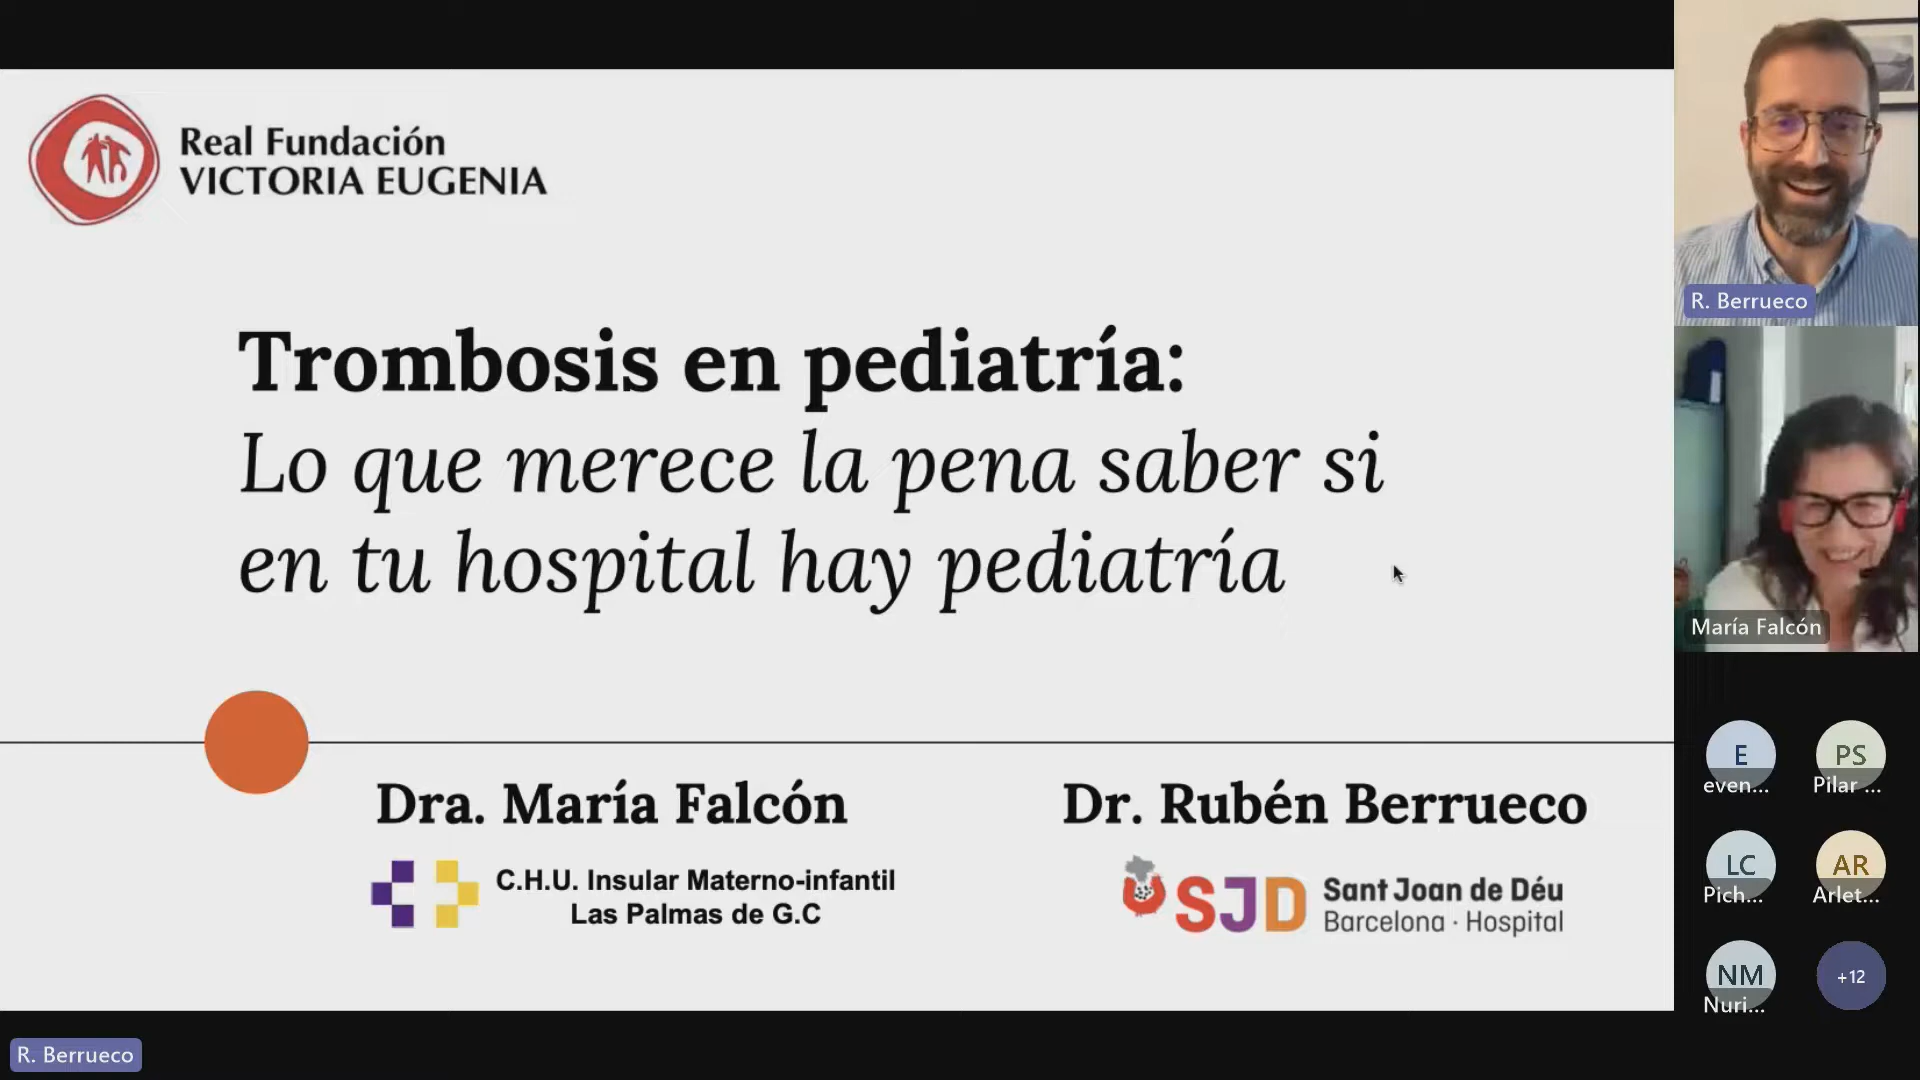 Real Fundación
VICTORIA EUGENIA
Trombosis en pediatría:
Lo que merece la pena saber si
en tu hospital hay pediatría
Dra. María Falcón
C.H.U. Insular Materno-infantil
Las Palmas de G.C
Dr. Rubén Berrueco
SJD
Sant Joan de Déu
Barcelona · Hospital
R. Berrueco
María Falcón
E
even...
PS
Pilar ...
LC
Pich...
AR
Arlet...
NM
Nuri...
+12
R. Berrueco